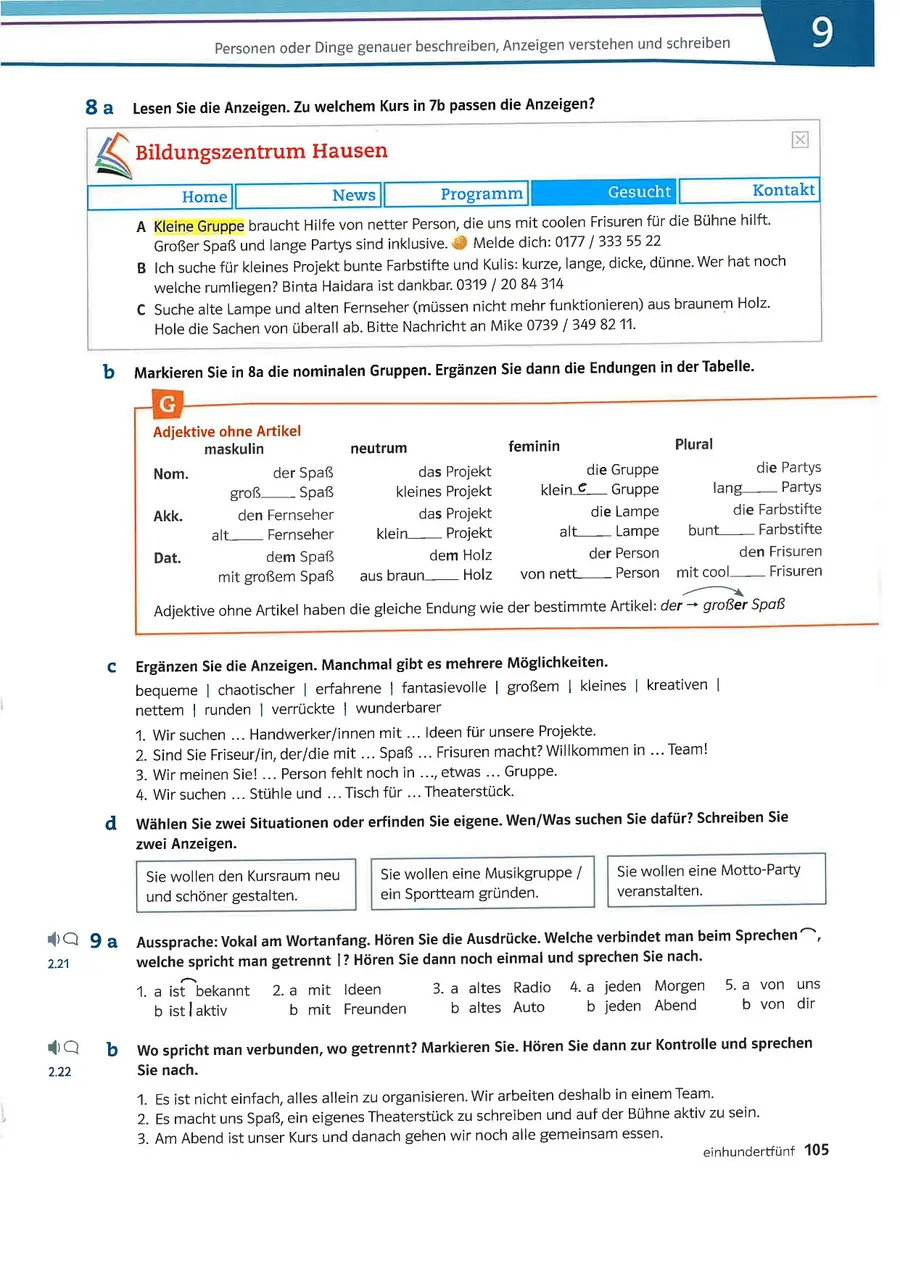 Personen oder Dinge genauer beschreiben, Anzeigen verstehen und schreiben
9
8 a Lesen Sie die Anzeigen. Zu welchem Kurs in 7b passen die Anzeigen?
Bildungszentrum Hausen
Home News Programm Gesucht Kontakt
A Kleine Gruppe braucht Hilfe von netter Person, die uns mit coolen Frisuren für die Bühne hilft.
Großer Spaß und lange Partys sind inklusive. Melde dich: 0177 / 333 55 22
B Ich suche für kleines Projekt bunte Farbstifte und Kulis: kurze, lange, dicke, dünne. Wer hat noch
welche rumliegen? Binta Haidara ist dankbar. 0319 / 20 84 314
C Suche alte Lampe und alten Fernseher (müssen nicht mehr funktionieren) aus braunem Holz.
Hole die Sachen von überall ab. Bitte Nachricht an Mike 0739 / 349 82 11.
b Markieren Sie in 8a die nominalen Gruppen. Ergänzen Sie dann die Endungen in der Tabelle.
G
Adjektive ohne Artikel
maskulin neutrum feminin Plural
Nom. der Spaß das Projekt die Gruppe die Partys
groß____ Spaß kleines Projekt klein_e__ Gruppe lang____ Partys
Akk. den Fernseher das Projekt die Lampe die Farbstifte
alt____ Fernseher klein____ Projekt alt____ Lampe bunt____ Farbstifte
Dat. dem Spaß dem Holz der Person den Frisuren
mit großem Spaß aus braun____ Holz von nett____ Person mit cool____ Frisuren
Adjektive ohne Artikel haben die gleiche Endung wie der bestimmte Artikel: der → großer Spaß
c Ergänzen Sie die Anzeigen. Manchmal gibt es mehrere Möglichkeiten.
bequeme | chaotischer | erfahrene | fantasievolle | großem | kleines | kreativen |
nettem | runden | verrückte | wunderbarer
1. Wir suchen … Handwerker/innen mit … Ideen für unsere Projekte.
2. Sind Sie Friseur/in, der/die mit … Spaß … Frisuren macht? Willkommen in … Team!
3. Wir meinen Sie! … Person fehlt noch in …, etwas … Gruppe.
4. Wir suchen … Stühle und … Tisch für … Theaterstück.
d Wählen Sie zwei Situationen oder erfinden Sie eigene. Wen/Was suchen Sie dafür? Schreiben Sie
zwei Anzeigen.
Sie wollen den Kursraum neu
und schöner gestalten.
Sie wollen eine Musikgruppe /
ein Sportteam gründen.
Sie wollen eine Motto-Party
veranstalten.
9 a Aussprache: Vokal am Wortanfang. Hören Sie die Ausdrücke. Welche verbindet man beim Sprechen ⁀,
2.21 welche spricht man getrennt |? Hören Sie dann noch einmal und sprechen Sie nach.
1. a ist bekannt 2. a mit Ideen 3. a altes Radio 4. a jeden Morgen 5. a von uns
b ist | aktiv b mit Freunden b altes Auto b jeden Abend b von dir
b Wo spricht man verbunden, wo getrennt? Markieren Sie. Hören Sie dann zur Kontrolle und sprechen
2.22 Sie nach.
1. Es ist nicht einfach, alles allein zu organisieren. Wir arbeiten deshalb in einem Team.
2. Es macht uns Spaß, ein eigenes Theaterstück zu schreiben und auf der Bühne aktiv zu sein.
3. Am Abend ist unser Kurs und danach gehen wir noch alle gemeinsam essen.
einhundertfünf 105